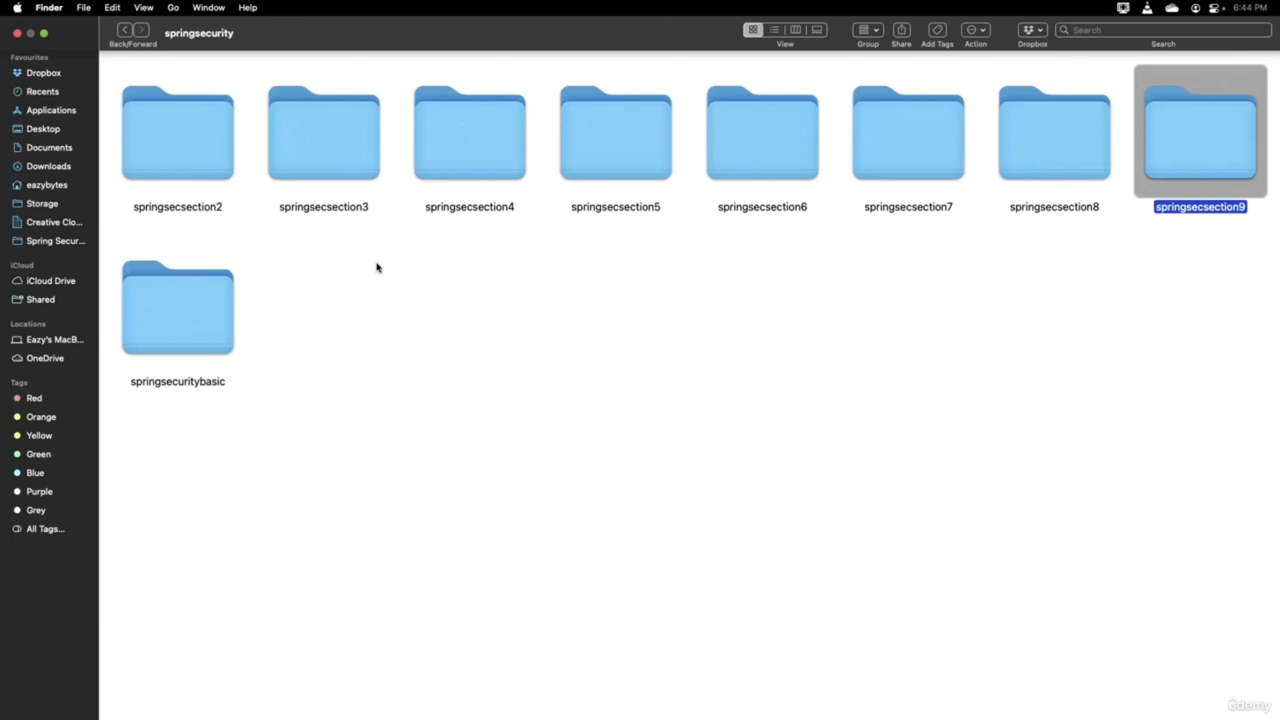 Finder File Edit View Go Window Help 6:44 PM
springsecurity
Search
Back/Forward View Group Share Add Tags Action Dropbox Search
Favourites
Dropbox
Recents
Applications
Desktop
Documents
Downloads
eazybytes
Storage
Creative Clo...
Spring Secur...
iCloud
iCloud Drive
Shared
Locations
Eazy's MacB...
OneDrive
Tags
Red
Orange
Yellow
Green
Blue
Purple
Grey
All Tags...
springsecsection2 springsecsection3 springsecsection4 springsecsection5 springsecsection6 springsecsection7 springsecsection8 springsecsection9
springsecuritybasic
ûdemy